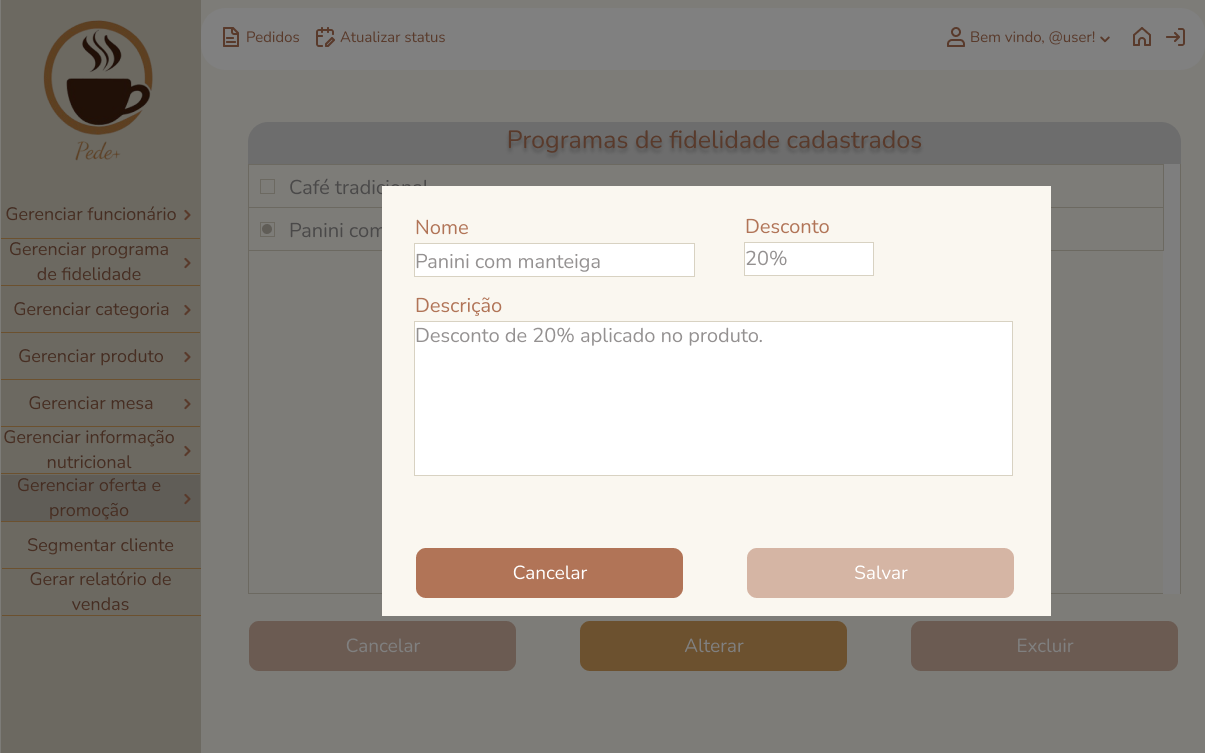 Pede+
Pedidos
Atualizar status
Bem vindo, @user!
Gerenciar funcionário
Gerenciar programa
de fidelidade
Gerenciar categoria
Gerenciar produto
Gerenciar mesa
Gerenciar informação
nutricional
Gerenciar oferta e
promoção
Segmentar cliente
Gerar relatório de
vendas
Programas de fidelidade cadastrados
Café tradicional
Panini com
Nome
Desconto
Panini com manteiga
20%
Descrição
Desconto de 20% aplicado no produto.
Cancelar
Salvar
Cancelar
Alterar
Excluir